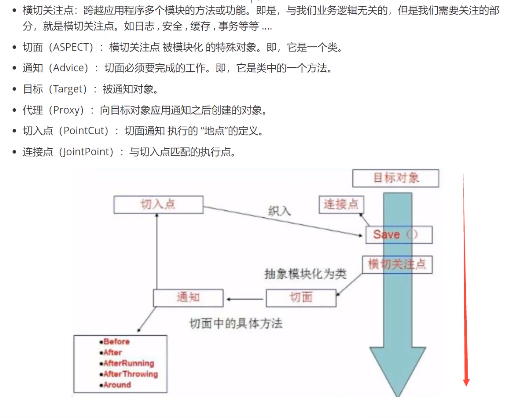 横切关注点：跨越应用程序多个模块的方法或功能。即是，与我们业务逻辑无关的，但是我们需要关注的部
分，就是横切关注点。如日志 , 安全 , 缓存 , 事务等等 ....
切面（ASPECT）：横切关注点 被模块化 的特殊对象。即，它是一个类。
通知（Advice）：切面必须要完成的工作。即，它是类中的一个方法。
目标（Target）：被通知对象。
代理（Proxy）：向目标对象应用通知之后创建的对象。
切入点（PointCut）：切面通知 执行的 “地点”的定义。
连接点（JointPoint）：与切入点匹配的执行点。
目标对象
切入点
织入
连接点
Save（）
横切关注点
抽象模块化为类
通知
切面
切面中的具体方法
Before
After
AfterRunning
AfterThrowing
Around